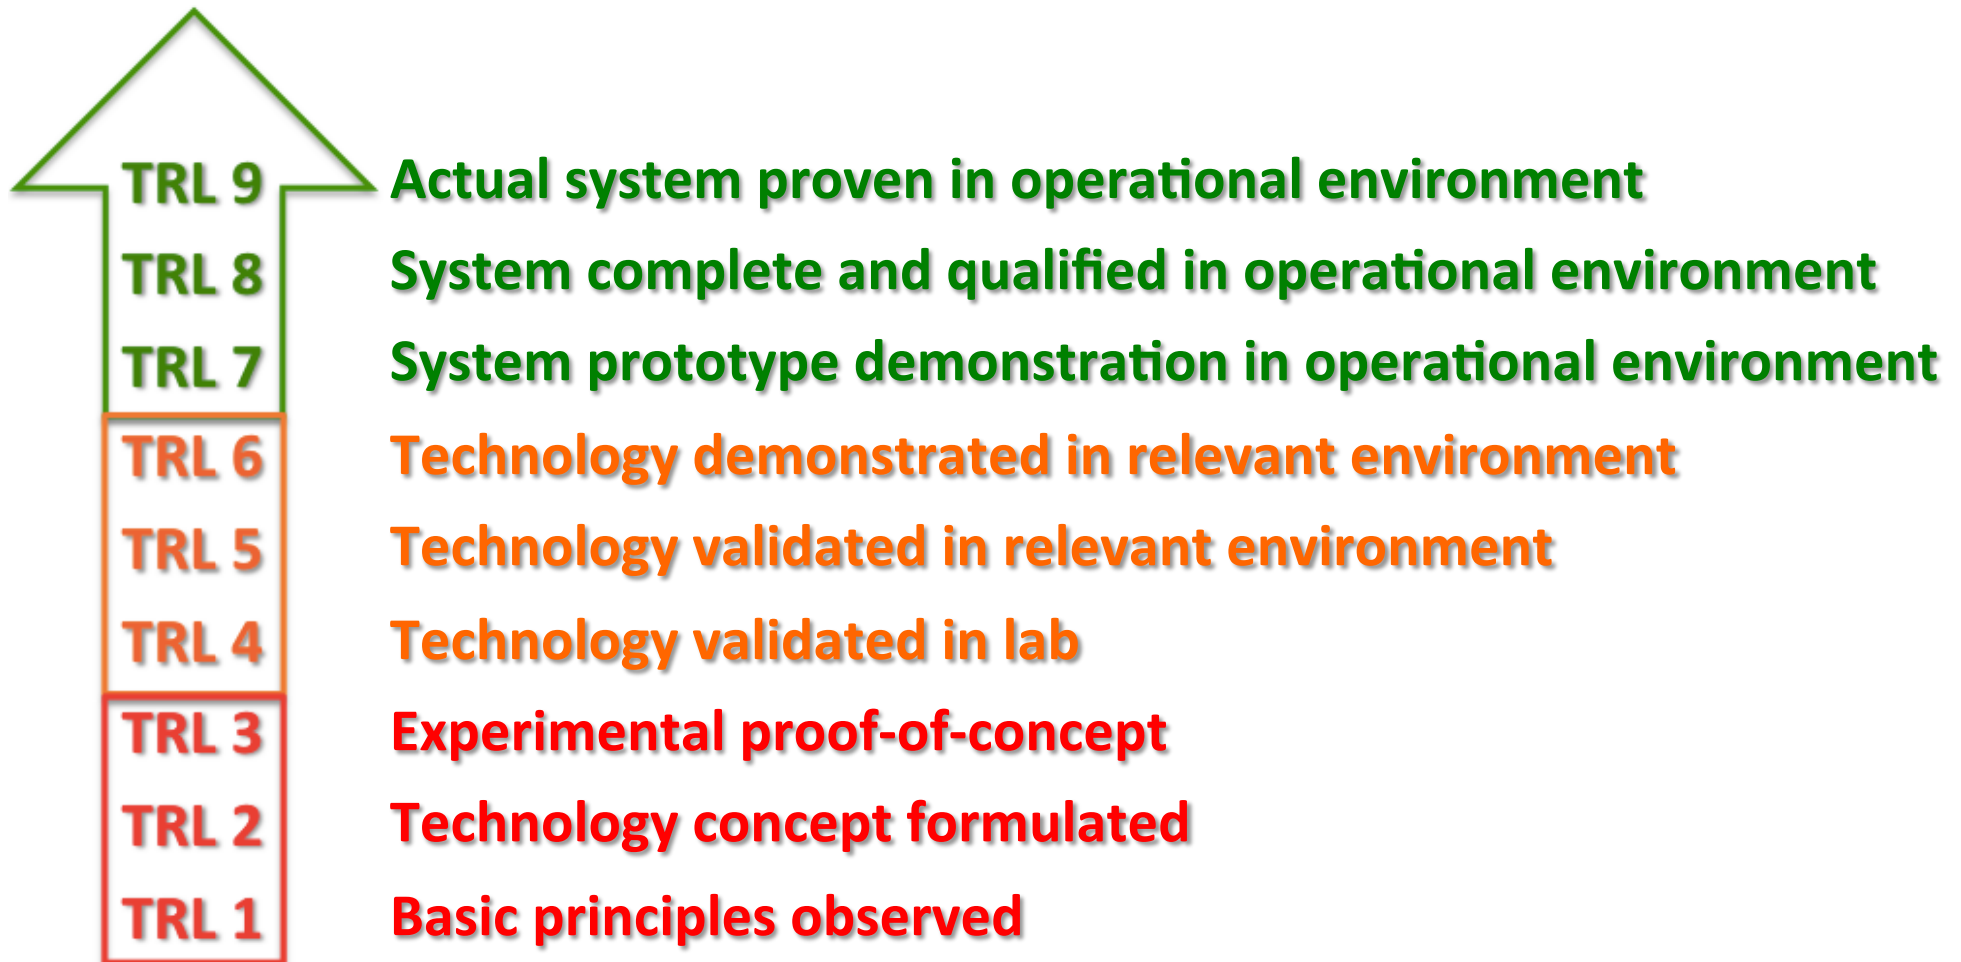 TRL 9 Actual system proven in operational environment
TRL 8 System complete and qualified in operational environment
TRL 7 System prototype demonstration in operational environment
TRL 6 Technology demonstrated in relevant environment
TRL 5 Technology validated in relevant environment
TRL 4 Technology validated in lab
TRL 3 Experimental proof-of-concept
TRL 2 Technology concept formulated
TRL 1 Basic principles observed